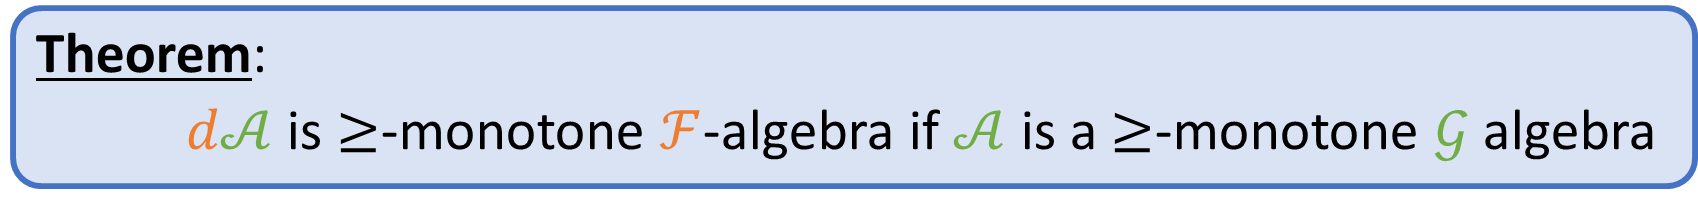 Theorem:
d𝒜 is ≥-monotone ℱ-algebra if 𝒜 is a ≥-monotone 𝒢 algebra